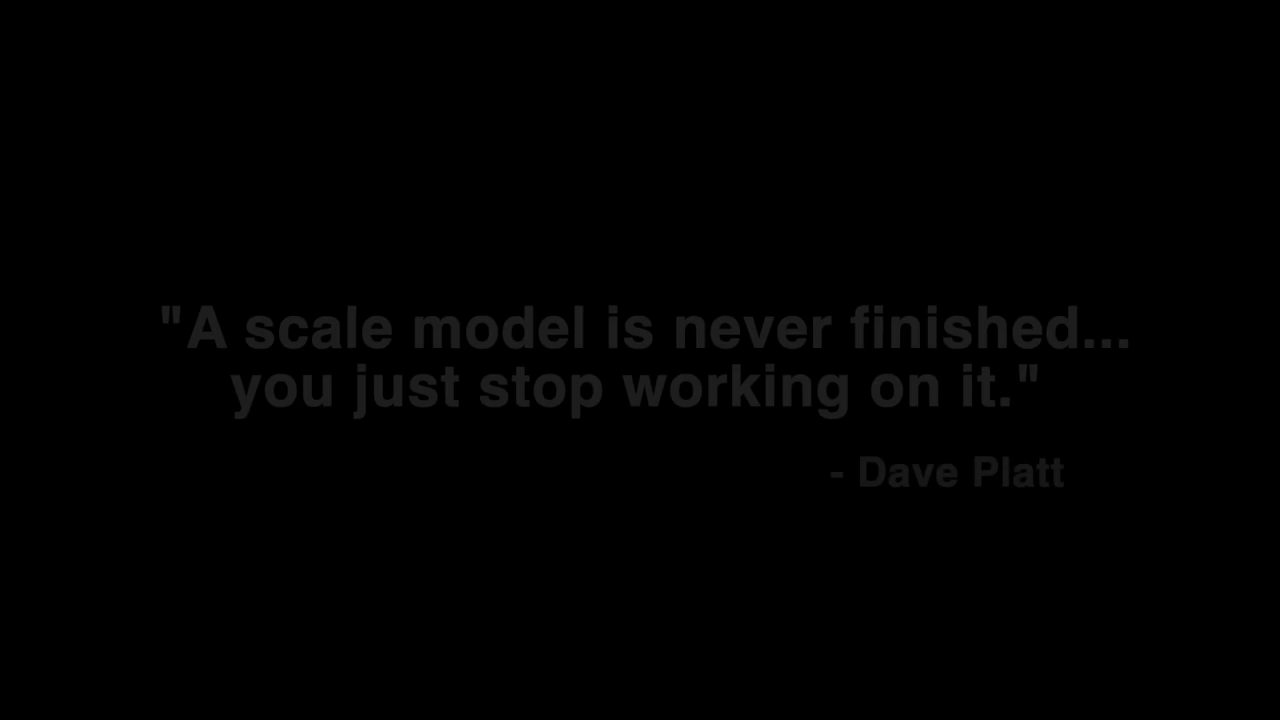 "A scale model is never finished...
you just stop working on it."
- Dave Platt